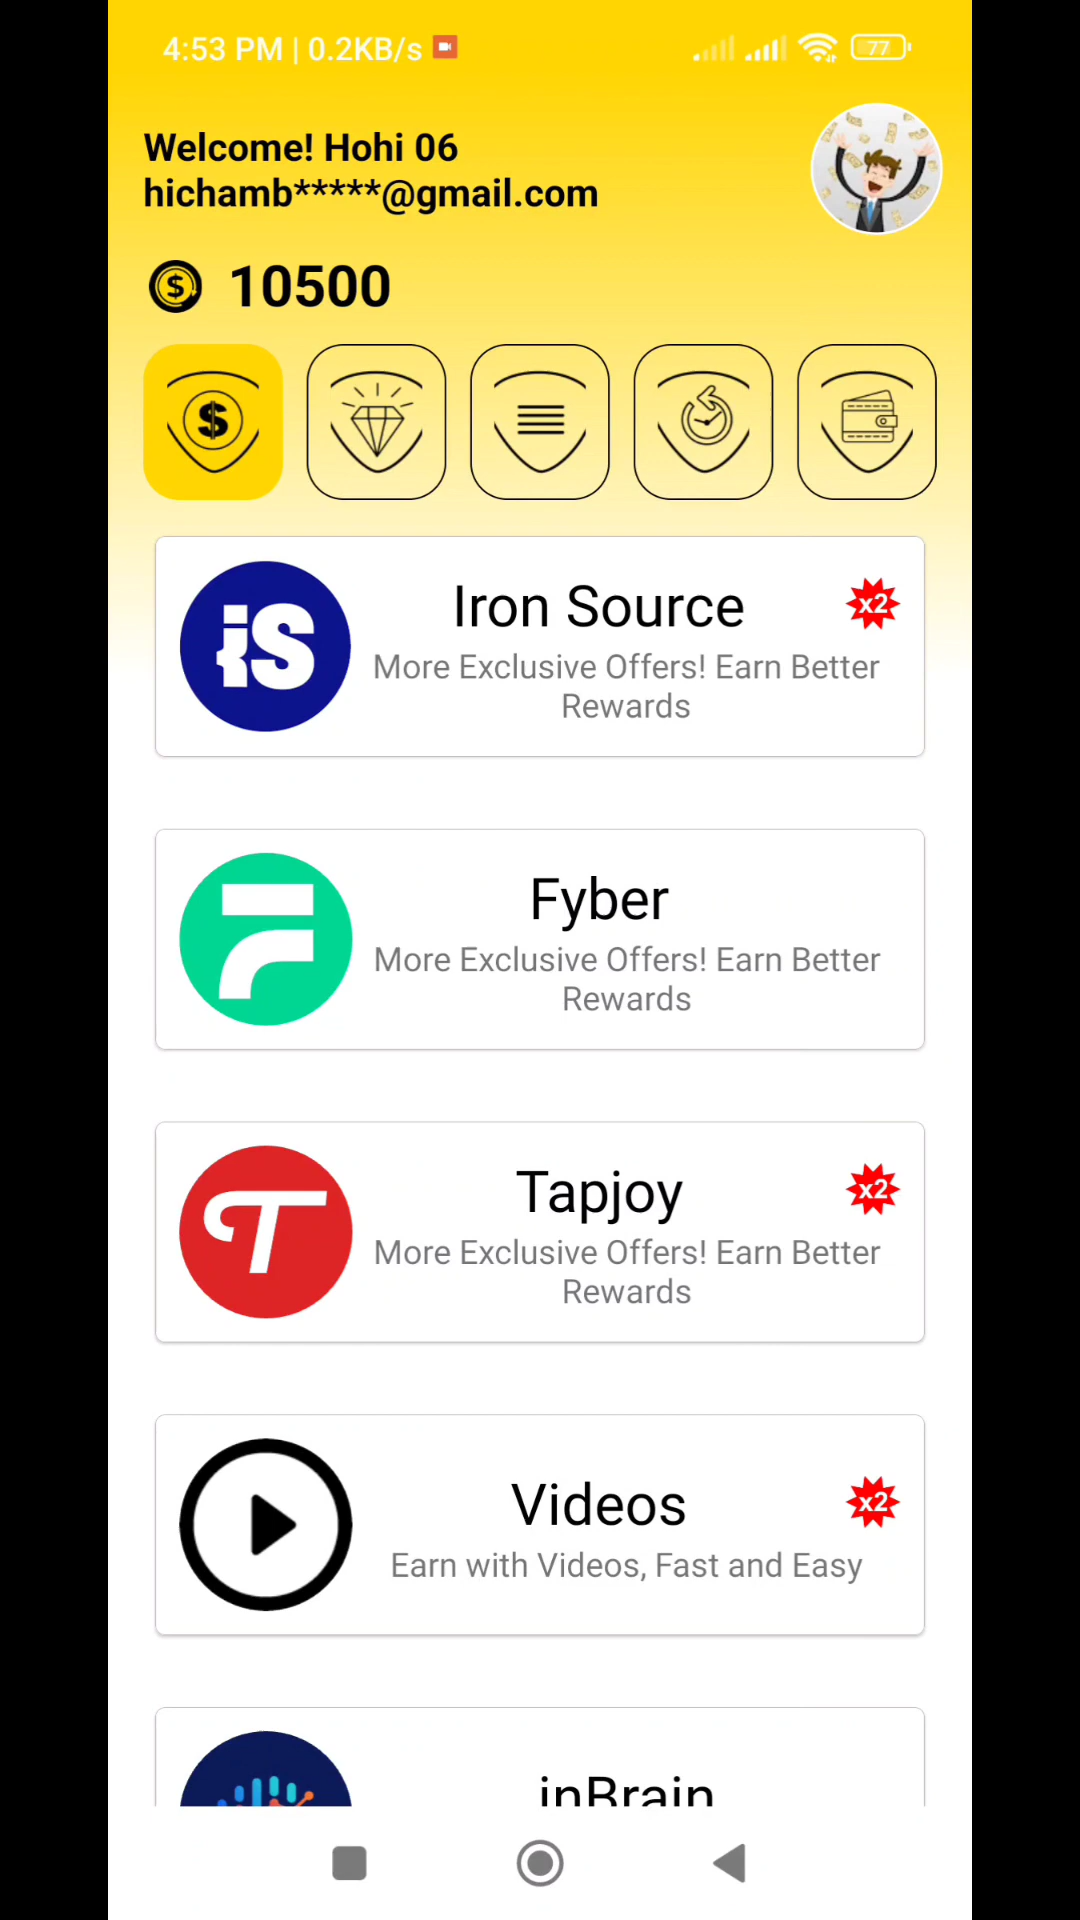 4:53 PM | 0.2KB/s
77
Welcome! Hohi 06
hichamb*****@gmail.com
$ 10500
$
iS
Iron Source
x2
More Exclusive Offers! Earn Better
Rewards
Fyber
More Exclusive Offers! Earn Better
Rewards
T
Tapjoy
x2
More Exclusive Offers! Earn Better
Rewards
Videos
x2
Earn with Videos, Fast and Easy
inBrain